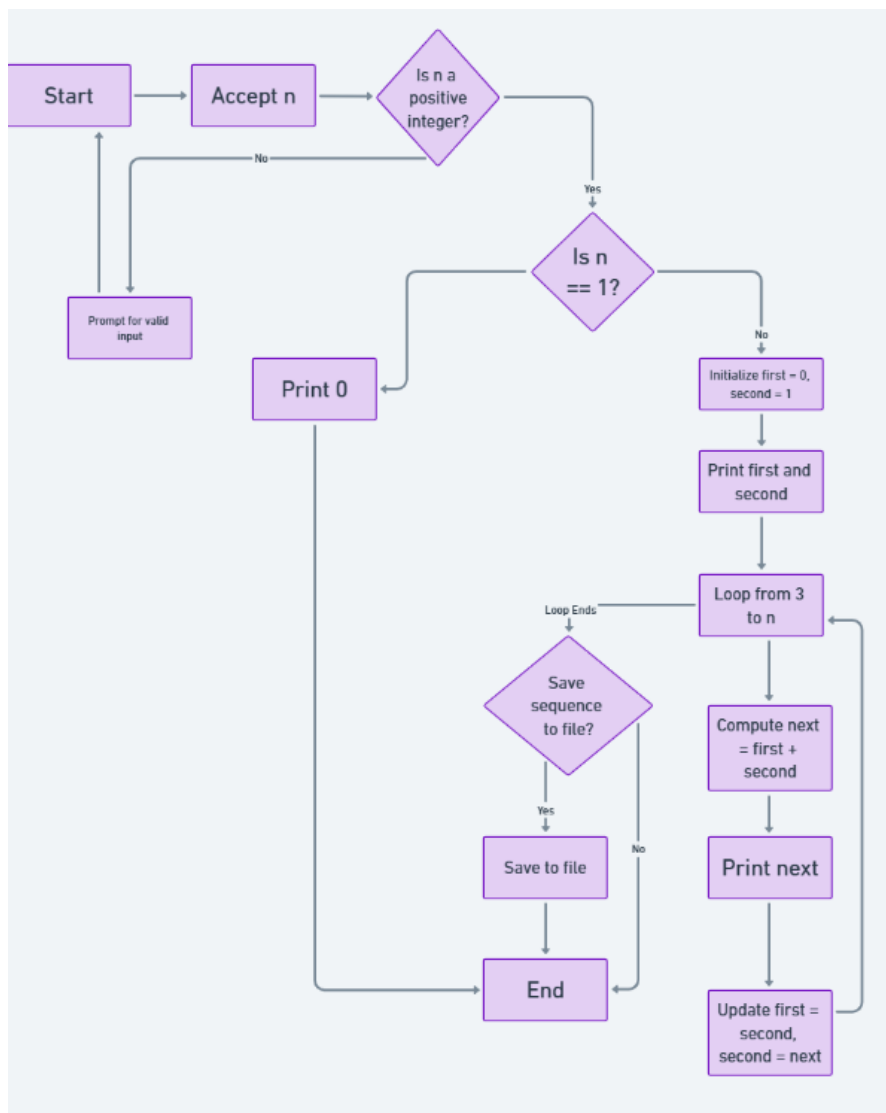 Start
Accept n
Is n a
positive
integer?
No
Yes
Is n
== 1?
Prompt for valid
input
No
Print 0
Initialize first = 0,
second = 1
Print first and
second
Loop from 3
to n
Loop Ends
Save
sequence
to file?
Compute next
= first +
second
Yes
No
Save to file
Print next
End
Update first =
second,
second = next